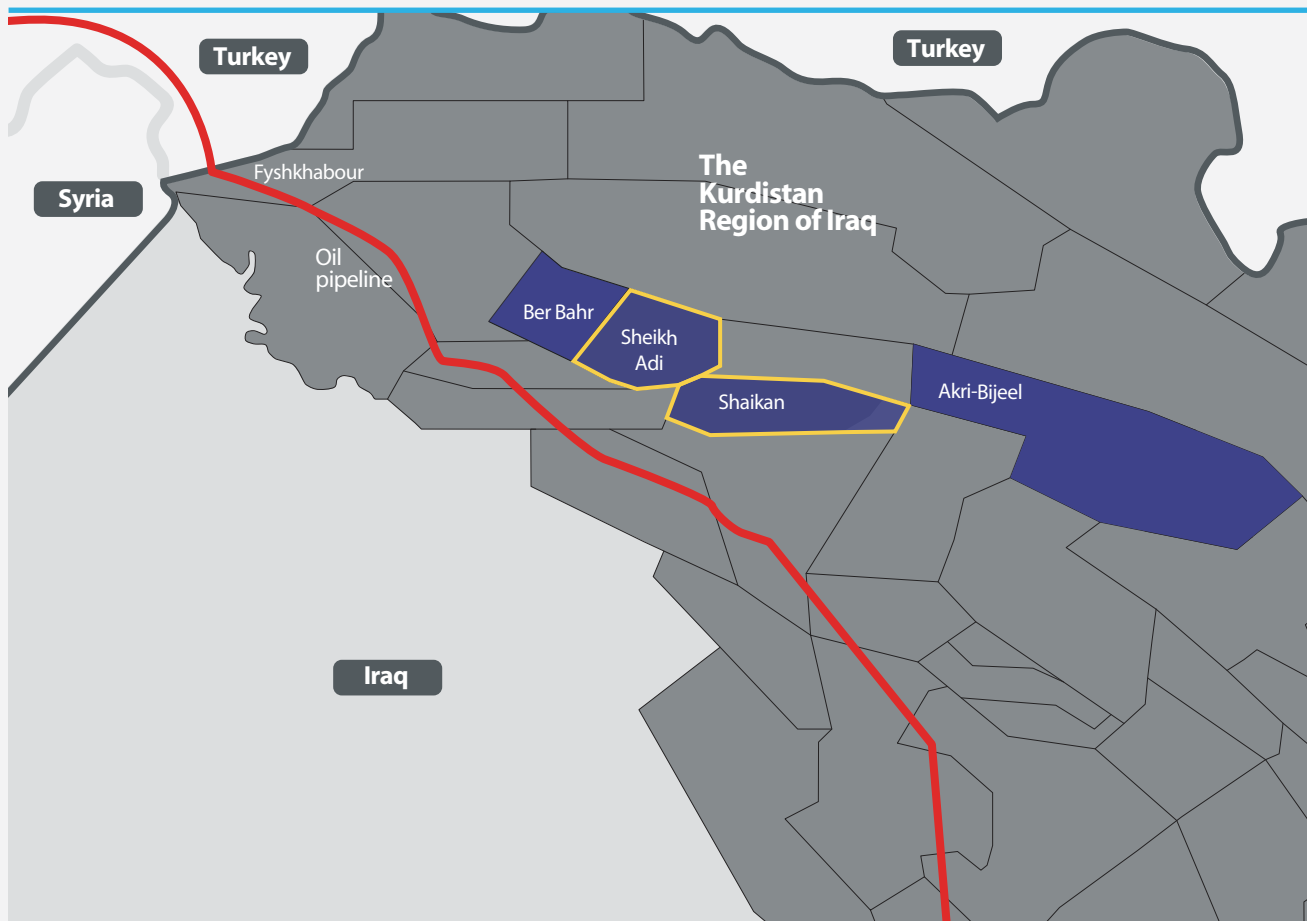 Turkey
Turkey
Syria
Fyshkhabour
The
Kurdistan
Region of Iraq
Oil
pipeline
Ber Bahr
Sheikh
Adi
Shaikan
Akri-Bijeel
Iraq